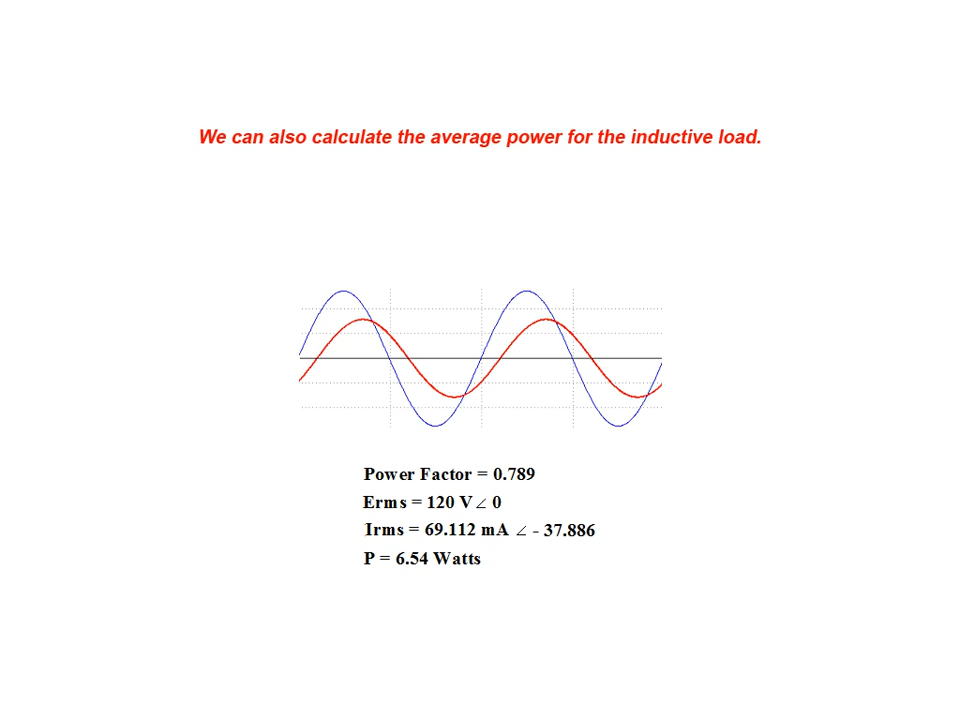 We can also calculate the average power for the inductive load.
Power Factor = 0.789
Erms = 120 V∠ 0
Irms = 69.112 mA ∠ - 37.886
P = 6.54 Watts